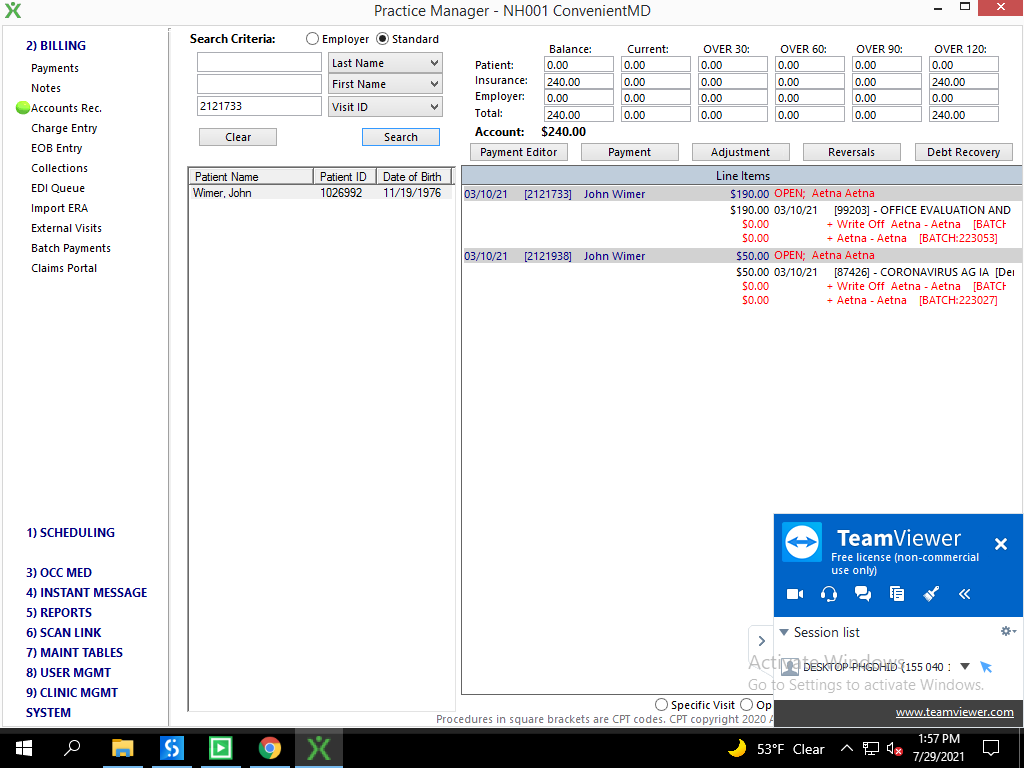 Practice Manager - NH001 ConvenientMD
2) BILLING
Payments
Notes
Accounts Rec.
Charge Entry
EOB Entry
Collections
EDI Queue
Import ERA
External Visits
Batch Payments
Claims Portal
1) SCHEDULING
3) OCC MED
4) INSTANT MESSAGE
5) REPORTS
6) SCAN LINK
7) MAINT TABLES
8) USER MGMT
9) CLINIC MGMT
SYSTEM
Search Criteria: Employer Standard
Last Name
First Name
2121733 Visit ID
Clear Search
Balance: Current: OVER 30: OVER 60: OVER 90: OVER 120:
Patient: 0.00 0.00 0.00 0.00 0.00 0.00
Insurance: 240.00 0.00 0.00 0.00 0.00 240.00
Employer: 0.00 0.00 0.00 0.00 0.00 0.00
Total: 240.00 0.00 0.00 0.00 0.00 240.00
Account: $240.00
Payment Editor Payment Adjustment Reversals Debt Recovery
Patient Name Patient ID Date of Birth
Wimer, John 1026992 11/19/1976
Line Items
03/10/21 [2121733] John Wimer $190.00 OPEN; Aetna Aetna
$190.00 03/10/21 [99203] - OFFICE EVALUATION AND
$0.00 + Write Off Aetna - Aetna [BATCH
$0.00 + Aetna - Aetna [BATCH:223053]
03/10/21 [2121938] John Wimer $50.00 OPEN; Aetna Aetna
$50.00 03/10/21 [87426] - CORONAVIRUS AG IA [De
$0.00 + Write Off Aetna - Aetna [BATCH
$0.00 + Aetna - Aetna [BATCH:223027]
TeamViewer
Free license (non-commercial
use only)
Session list
DESKTOP-PHGDHID (155 040
Activate Windows
Go to Settings to activate Windows.
www.teamviewer.com
Specific Visit Op
Procedures in square brackets are CPT codes. CPT copyright 2020 A
53°F Clear
1:57 PM
7/29/2021